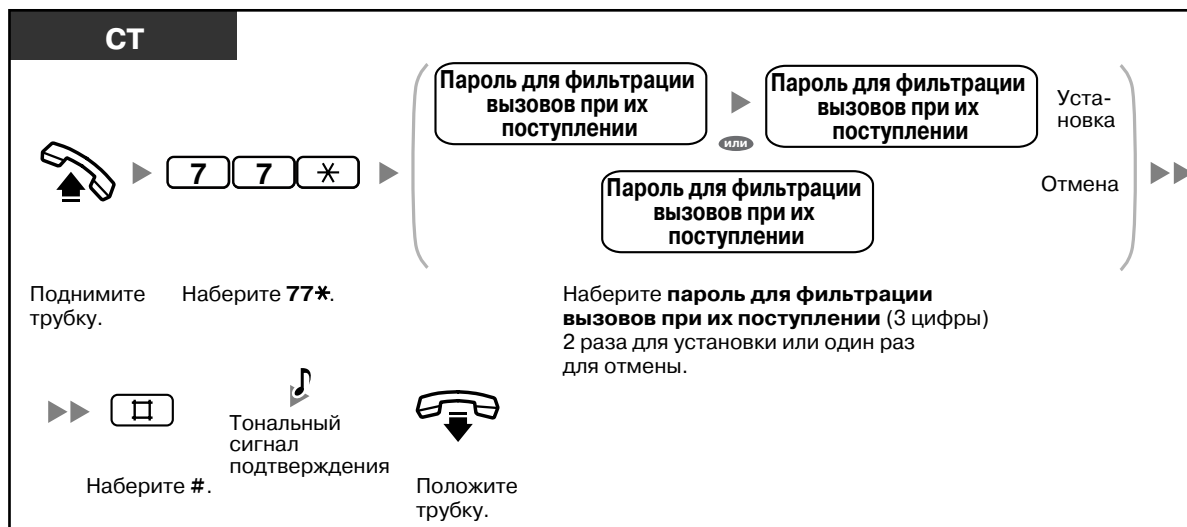 СТ
Пароль для фильтрации
вызовов при их
поступлении
или
Пароль для фильтрации
вызовов при их
поступлении
Уста-
новка
7 7 *
Пароль для фильтрации
вызовов при их
поступлении
Отмена
Поднимите
трубку.
Наберите 77*.
Наберите пароль для фильтрации
вызовов при их поступлении (3 цифры)
2 раза для установки или один раз
для отмены.
#
Тональный
сигнал
подтверждения
Наберите #.
Положите
трубку.